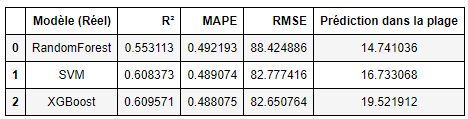 Modèle (Réel) R² MAPE RMSE Prédiction dans la plage
0 RandomForest 0.553113 0.492193 88.424886 14.741036
1 SVM 0.608373 0.489074 82.777416 16.733068
2 XGBoost 0.609571 0.488075 82.650764 19.521912